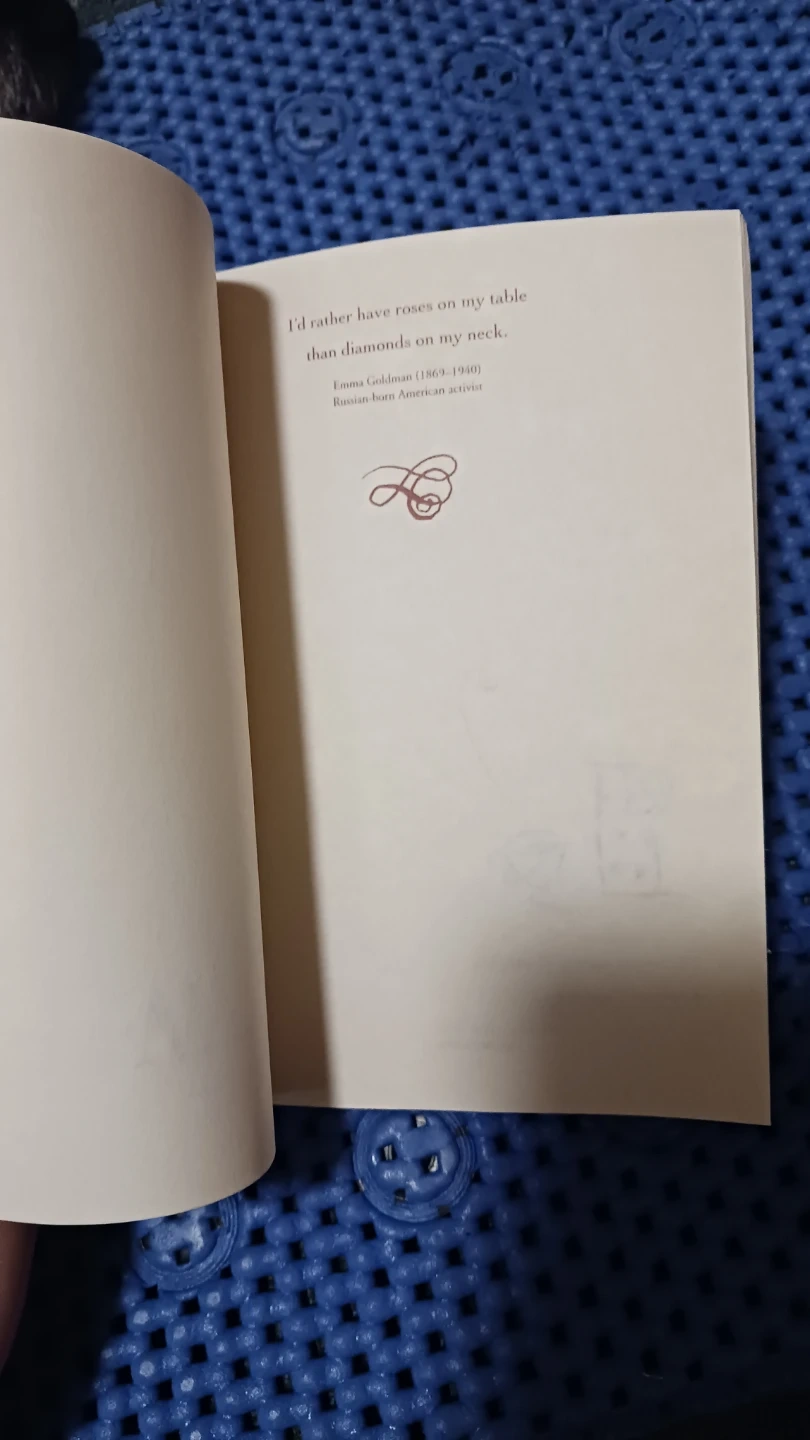 I'd rather have roses on my table
than diamonds on my neck.
Emma Goldman (1869–1940)
Russian-born American activist